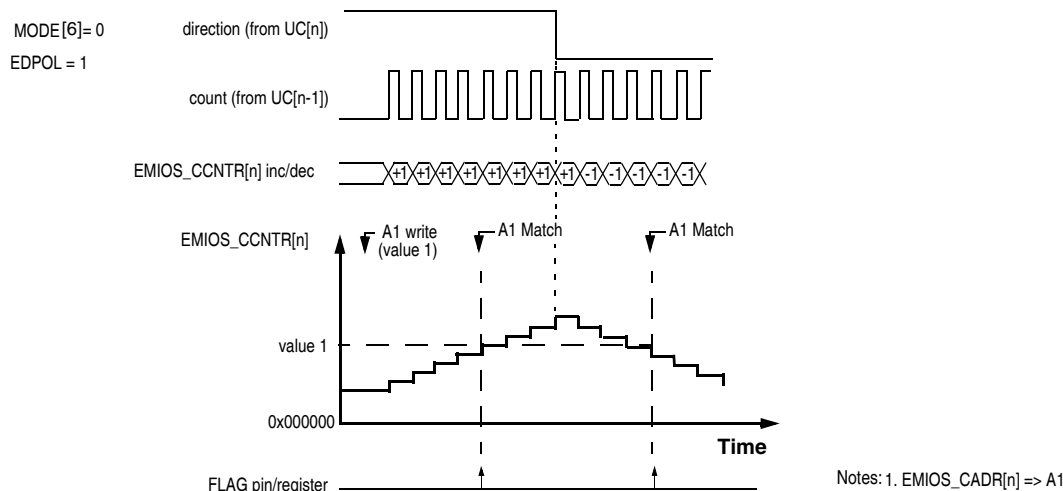 MODE[6]= 0
EDPOL = 1
direction (from UC[n])
count (from UC[n-1])
EMIOS_CCNTR[n] inc/dec
+1 +1 +1 +1 +1 +1 +1 +1 -1 -1 -1 -1 -1
EMIOS_CCNTR[n]
A1 write
(value 1)
A1 Match
A1 Match
value 1
0x000000
Time
FLAG pin/register
Notes: 1. EMIOS_CADR[n] => A1